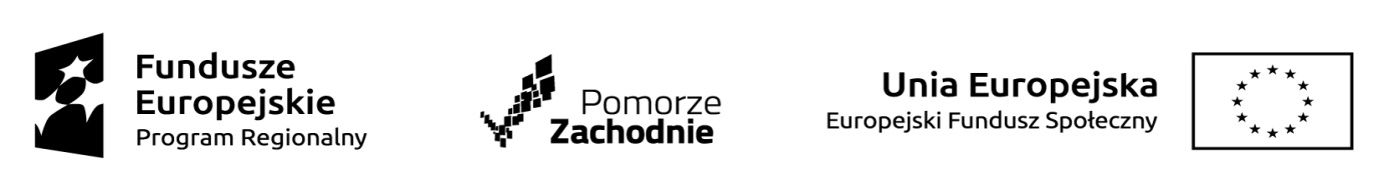 Fundusze
Europejskie
Program Regionalny
Pomorze
Zachodnie
Unia Europejska
Europejski Fundusz Społeczny